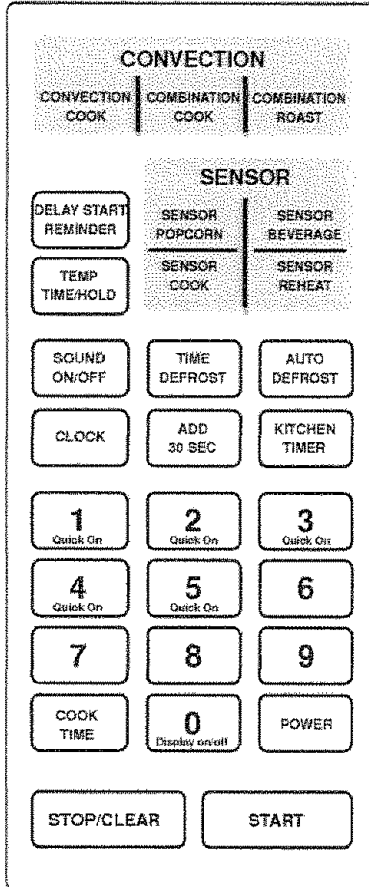 CONVECTION
CONVECTION COMBINATION COMBINATION
COOK COOK ROAST
SENSOR
DELAY START
REMINDER
SENSOR SENSOR
POPCORN BEVERAGE
SENSOR SENSOR
COOK REHEAT
TEMP
TIME/HOLD
SOUND TIME AUTO
ON/OFF DEFROST DEFROST
CLOCK
ADD KITCHEN
30 SEC TIMER
1 2 3
Quick On Quick On Quick On
4 5 6
Quick On Quick On
7 8 9
COOK
TIME
0
Display on/off
POWER
STOP/CLEAR START